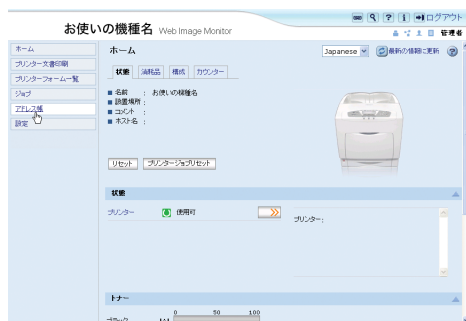 ログアウト
お使いの機種名 Web Image Monitor
管理者
ホーム
プリンター文書印刷
プリンターフォーム一覧
ジョブ
アドレス帳
設定
ホーム
Japanese 最新の情報に更新
状態 消耗品 構成 カウンター
■ 名前 : お使いの機種名
■ 設置場所 :
■ コメント :
■ ホスト名 :
リセット プリンタージョブリセット
状態
プリンター 使用可 プリンター:
トナー
0 50 100
ブラック